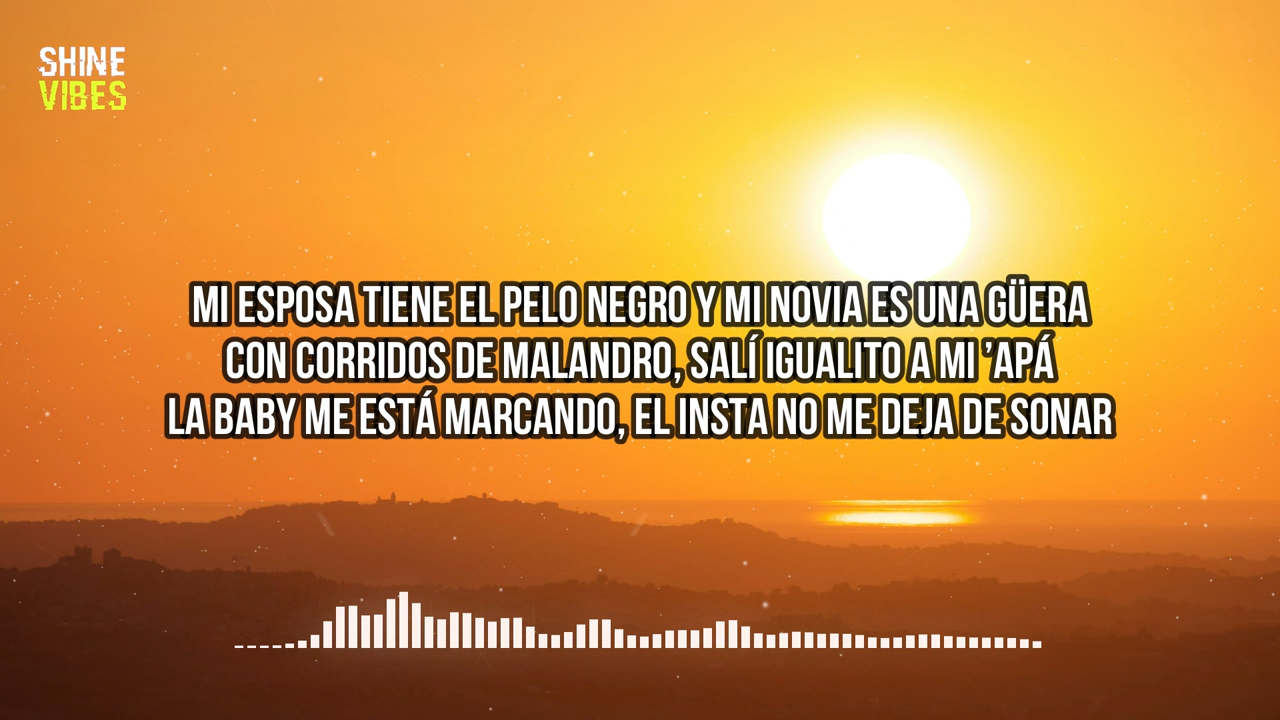 SHINE
VIBES
MI ESPOSA TIENE EL PELO NEGRO Y MI NOVIA ES UNA GÜERA
CON CORRIDOS DE MALANDRO, SALÍ IGUALITO A MI ’APÁ
LA BABY ME ESTÁ MARCANDO, EL INSTA NO ME DEJA DE SONAR